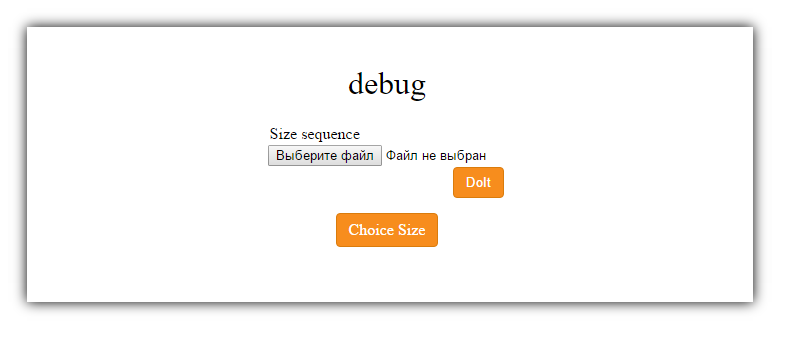 debug
Size sequence
Выберите файл Файл не выбран
DoIt
Choice Size